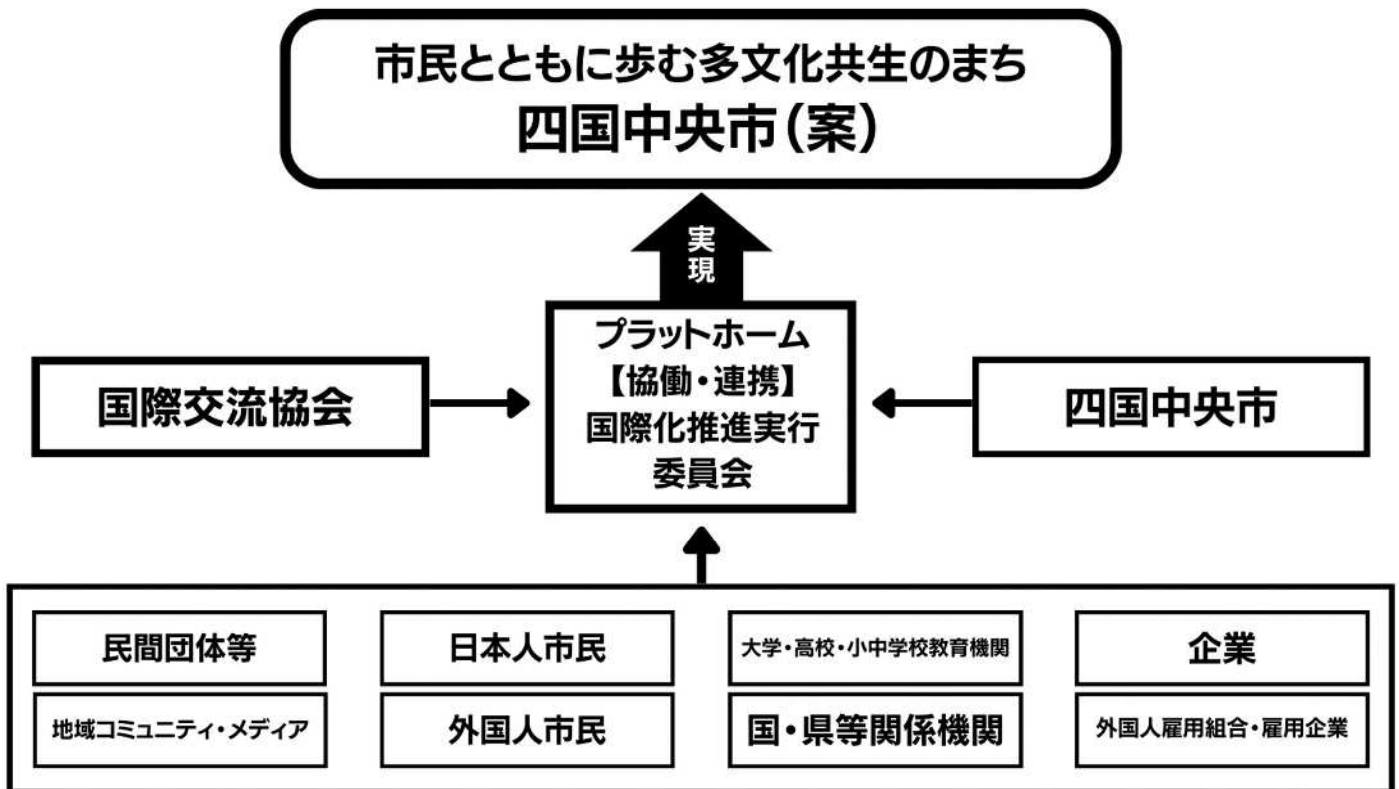 市民とともに歩む多文化共生のまち
四国中央市(案)
実
現
プラットホーム
【協働・連携】
国際化推進実行
委員会
国際交流協会
四国中央市
民間団体等
日本人市民
大学・高校・小中学校教育機関
企業
地域コミュニティ・メディア
外国人市民
国・県等関係機関
外国人雇用組合・雇用企業